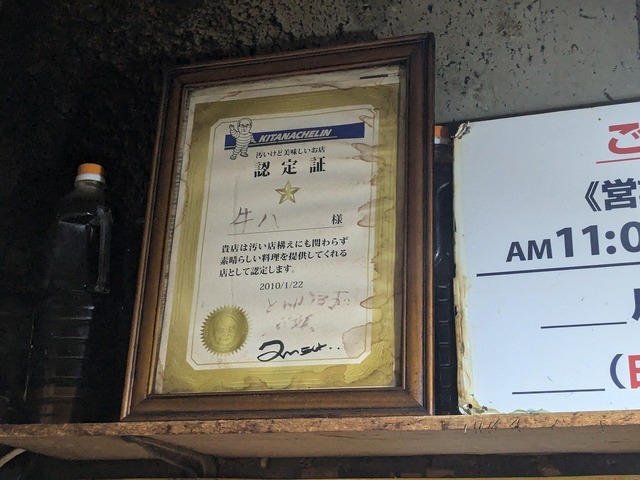 KITANACHELIN
汚いけど美味しいお店
認定証
牛八 様
貴店は汚い店構えにも関わらず
素晴らしい料理を提供してくれる
店として認定します。
2010/1/22
ご
《営
AM11:0
(日